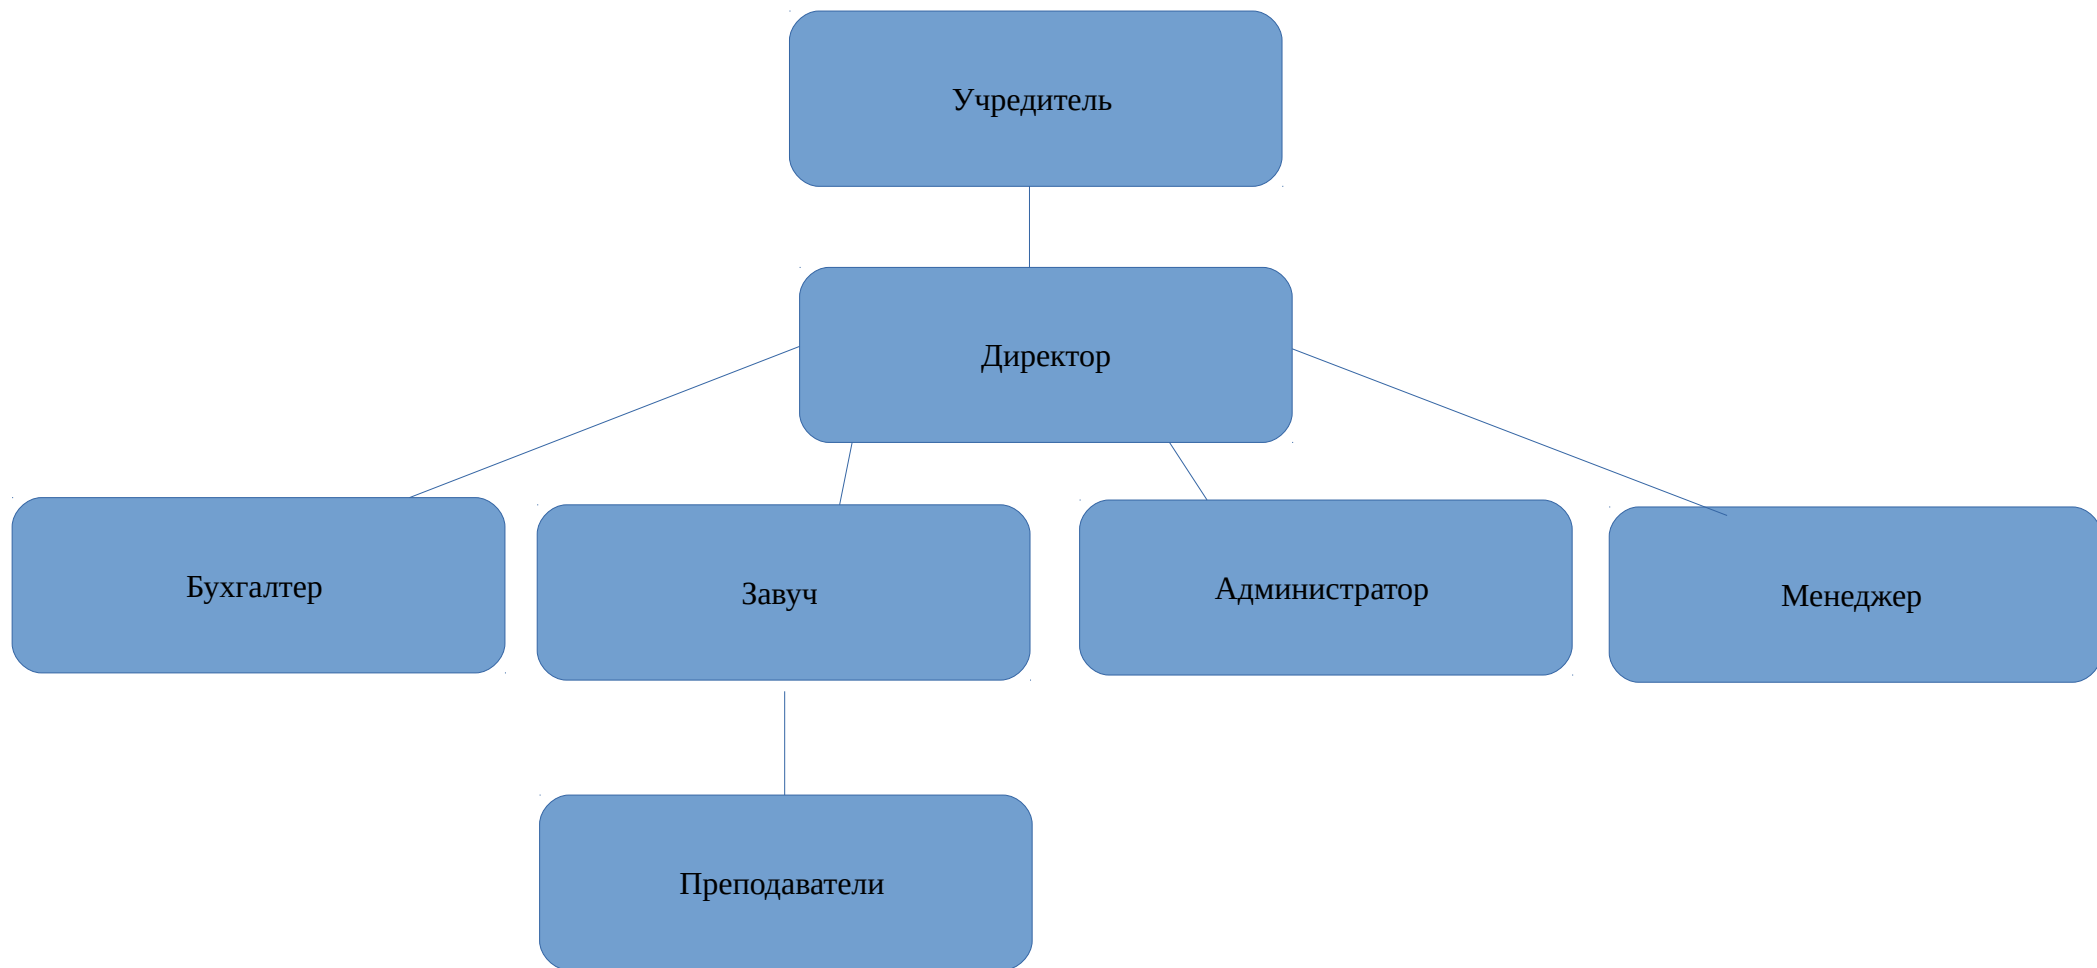 Учредитель
Директор
Бухгалтер
Завуч
Администратор
Менеджер
Преподаватели